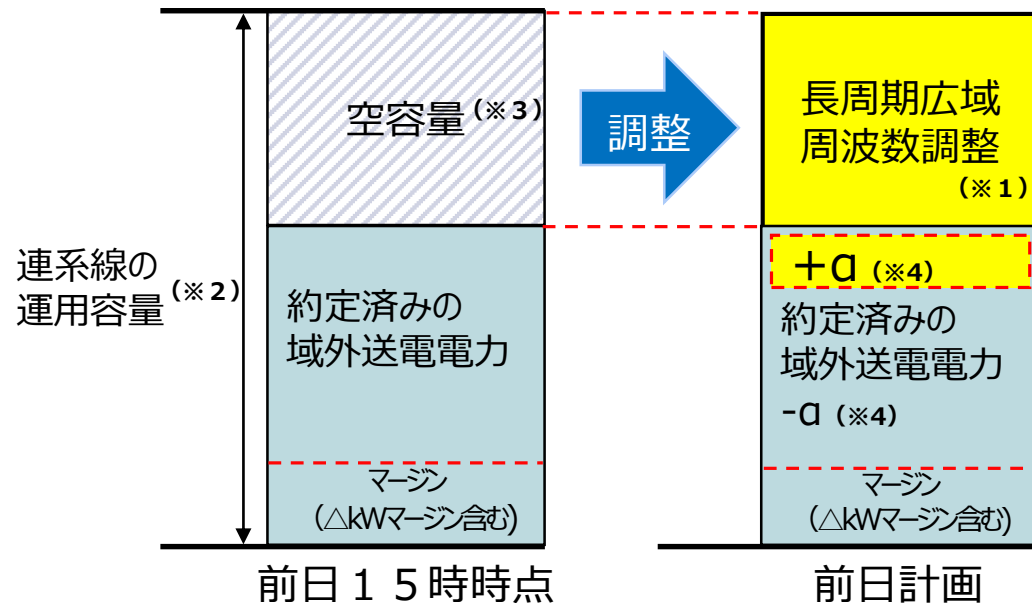 連系線の
運用容量（※２）
空容量（※３）
約定済みの
域外送電電力
マージン
（△kWマージン含む）
前日１５時時点
調整
長周期広域
周波数調整
（※１）
＋α（※4）
約定済みの
域外送電電力
-α（※4）
マージン
（△kWマージン含む）
前日計画